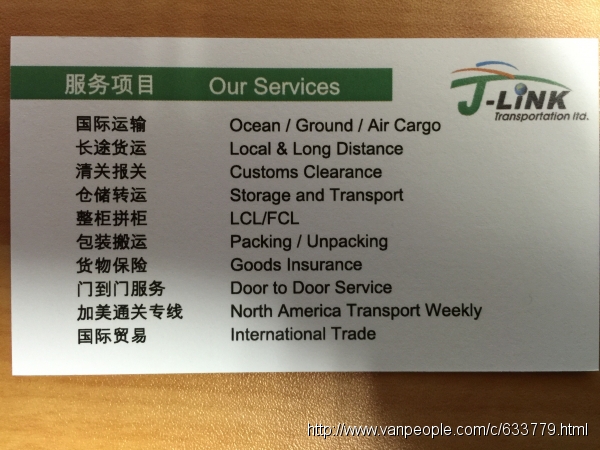 服务项目 Our Services
J-LINK
Transportation ltd.
国际运输 Ocean / Ground / Air Cargo
长途货运 Local & Long Distance
清关报关 Customs Clearance
仓储转运 Storage and Transport
整柜拼柜 LCL/FCL
包装搬运 Packing / Unpacking
货物保险 Goods Insurance
门到门服务 Door to Door Service
加美通关专线 North America Transport Weekly
国际贸易 International Trade
http://www.vanpeople.com/c/633779.html